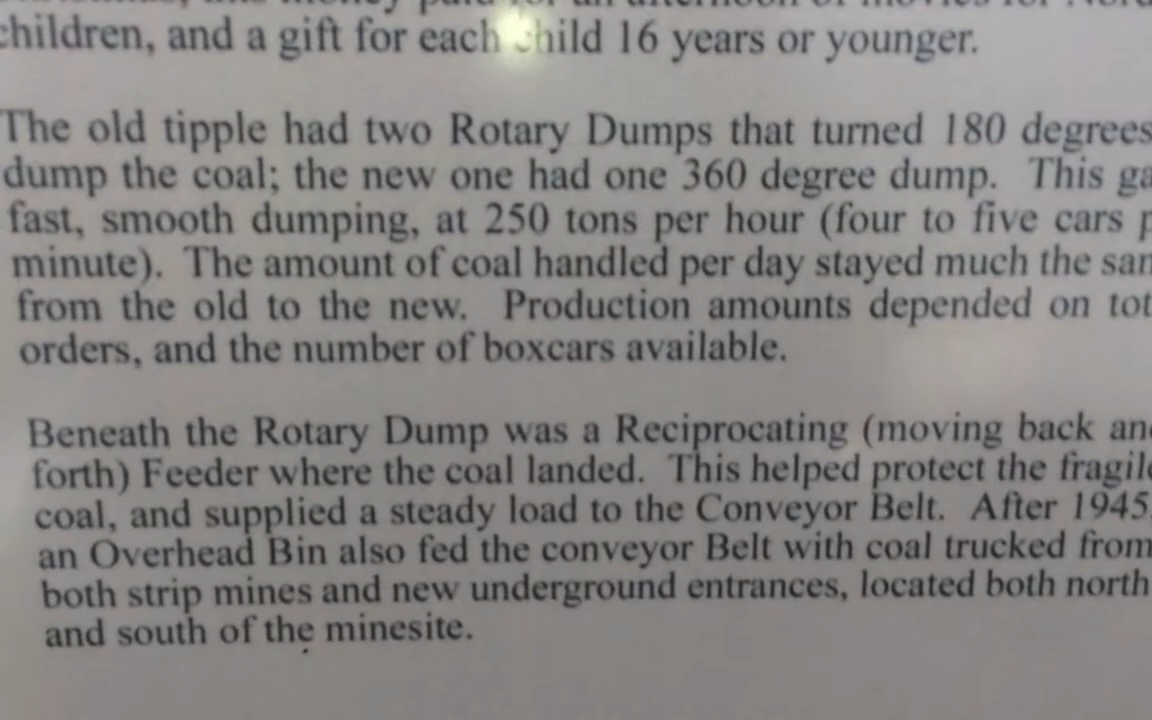 children, and a gift for each child 16 years or younger.
The old tipple had two Rotary Dumps that turned 180 degrees
dump the coal; the new one had one 360 degree dump. This ga
fast, smooth dumping, at 250 tons per hour (four to five cars p
minute). The amount of coal handled per day stayed much the sam
from the old to the new. Production amounts depended on tot
orders, and the number of boxcars available.
Beneath the Rotary Dump was a Reciprocating (moving back and
forth) Feeder where the coal landed. This helped protect the fragile
coal, and supplied a steady load to the Conveyor Belt. After 1945,
an Overhead Bin also fed the conveyor Belt with coal trucked from
both strip mines and new underground entrances, located both north
and south of the minesite.